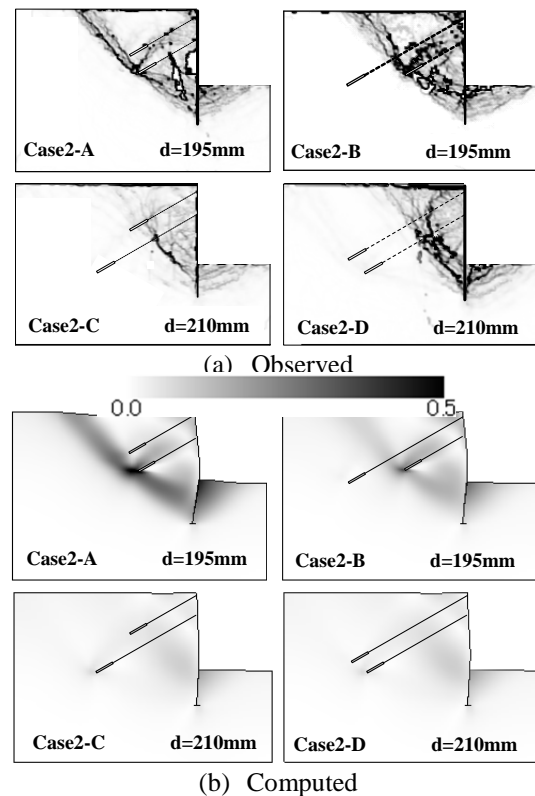 Case2-A d=195mm
Case2-B d=195mm
Case2-C d=210mm
Case2-D d=210mm
(a) Observed
0.0 0.5
Case2-A d=195mm
Case2-B d=195mm
Case2-C d=210mm
Case2-D d=210mm
(b) Computed